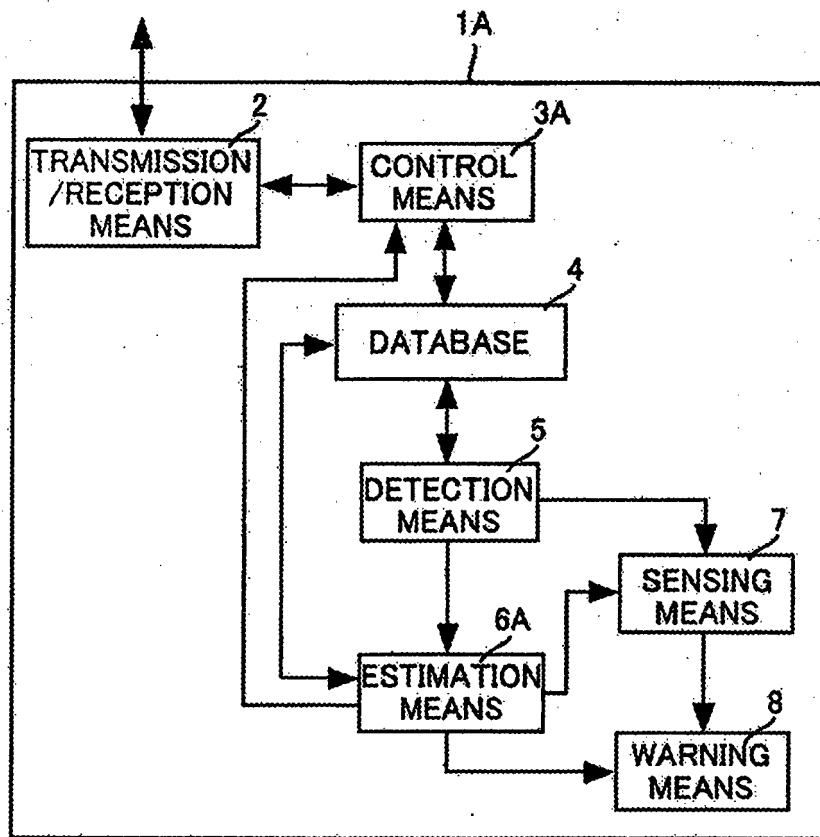 1A
2
TRANSMISSION
/RECEPTION
MEANS
3A
CONTROL
MEANS
4
DATABASE
5
DETECTION
MEANS
7
SENSING
MEANS
6A
ESTIMATION
MEANS
8
WARNING
MEANS